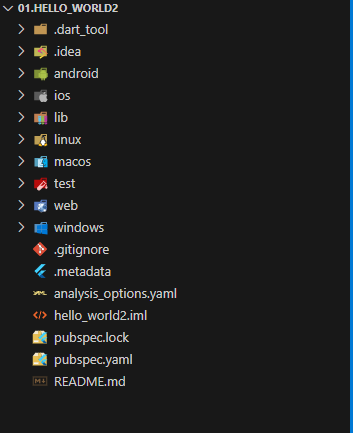 01.HELLO_WORLD2
.dart_tool
.idea
android
ios
lib
linux
macos
test
web
windows
.gitignore
.metadata
analysis_options.yaml
hello_world2.iml
pubspec.lock
pubspec.yaml
README.md